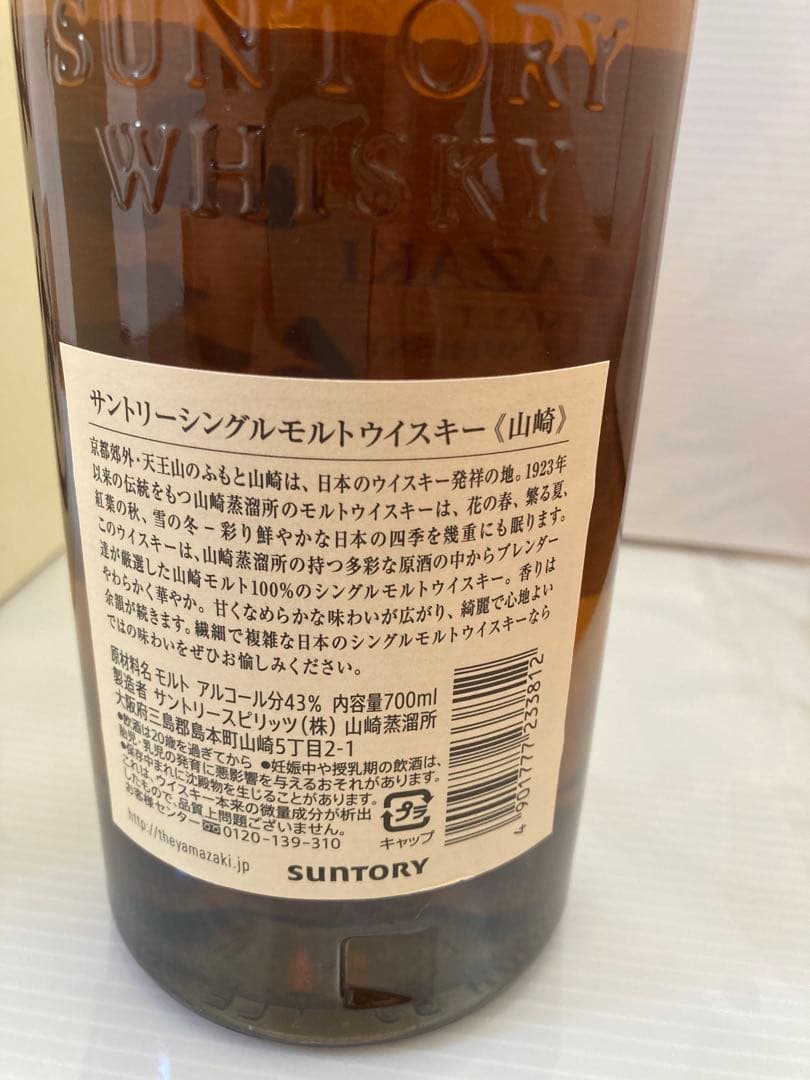 SUNTORY
WHISKY
AZAKI
サントリーシングルモルトウイスキー《山崎》
京都郊外・天王山のふもと山崎は、日本のウイスキー発祥の地。1923年
以来の伝統をもつ山崎蒸溜所のモルトウイスキーは、花の春、繁る夏、
紅葉の秋、雪の冬－彩り鮮やかな日本の四季を幾重にも眠ります。
このウイスキーは、山崎蒸溜所の持つ多彩な原酒の中からブレンダー
達が厳選した山崎モルト100%のシングルモルトウイスキー。香りは
やわらかく華やか。甘くなめらかな味わいが広がり、綺麗で心地よい
余韻が続きます。繊細で複雑な日本のシングルモルトウイスキーなら
ではの味わいをぜひお愉しみください。
原材料名 モルト アルコール分43% 内容量700ml
製造者 サントリースピリッツ(株) 山崎蒸溜所
大阪府三島郡島本町山崎5丁目2-1
●飲酒は20歳を過ぎてから ●妊娠中や授乳期の飲酒は、
胎児・乳児の発育に悪影響を与えるおそれがあります。
●保存中まれに沈殿物を生じることがあります。
これは、ウイスキー本来の微量成分が析出
したもので、品質上問題ございません。
お客様センター 0120-139-310
http://theyamazaki.jp
SUNTORY
プラ
キャップ
4 901777 233812